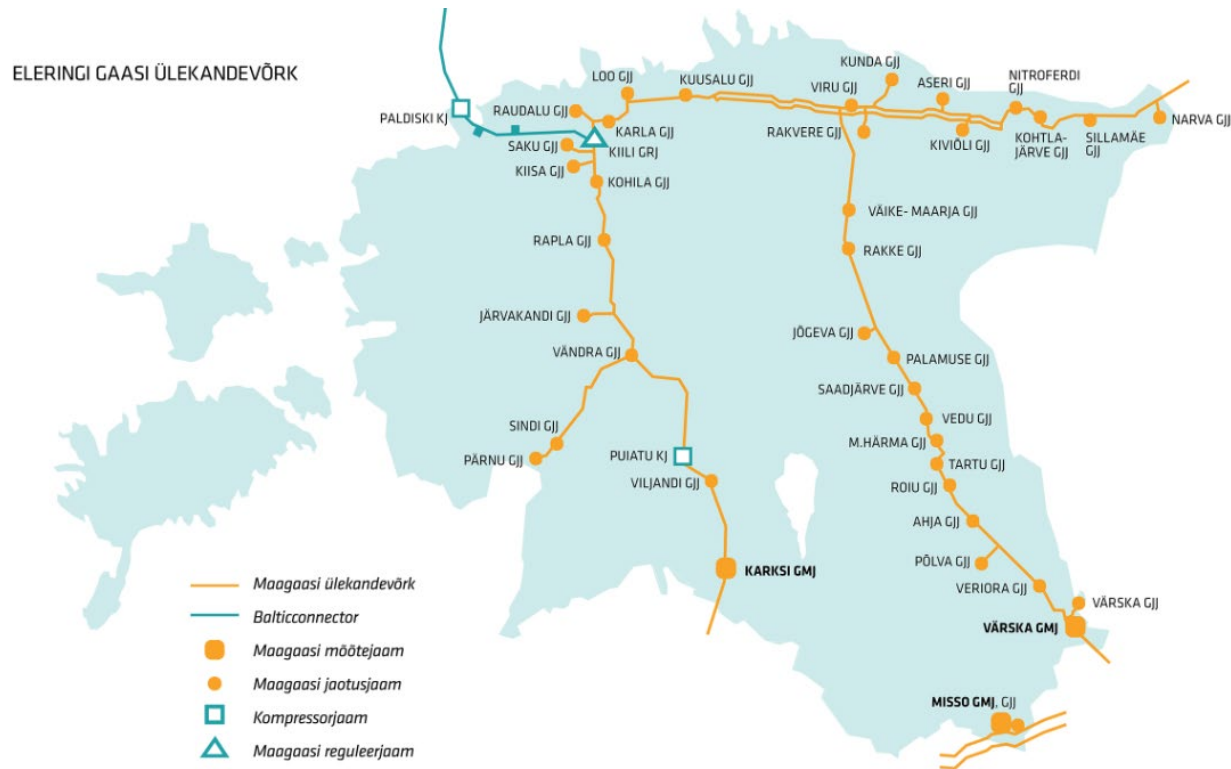 ELERINGI GAASI ÜLEKANDEVÕRK
PALDISKI KJ
RAUDALU GJJ
LOO GJJ
KUUSALU GJJ
KARLA GJJ
SAKU GJJ
KIILI GRJ
KIISA GJJ
KOHILA GJJ
RAPLA GJJ
JÄRVAKANDI GJJ
VÄNDRA GJJ
SINDI GJJ
PÄRNU GJJ
PUIATU KJ
VILJANDI GJJ
KARKSI GMJ
VIRU GJJ
KUNDA GJJ
RAKVERE GJJ
ASERI GJJ
KIVIÕLI GJJ
NITROFERDI
GJJ
KOHTLA-
JÄRVE GJJ
SILLAMÄE
GJJ
NARVA GJJ
VÄIKE- MAARJA GJJ
RAKKE GJJ
JÕGEVA GJJ
PALAMUSE GJJ
SAADJÄRVE GJJ
VEDU GJJ
M.HÄRMA GJJ
TARTU GJJ
ROIU GJJ
AHJA GJJ
PÕLVA GJJ
VERIORA GJJ
VÄRSKA GJJ
VÄRSKA GMJ
MISSO GMJ, GJJ
Maagaasi ülekandevõrk
Balticconnector
Maagaasi mõõtejaam
Maagaasi jaotusjaam
Kompressorjaam
Maagaasi reguleerjaam